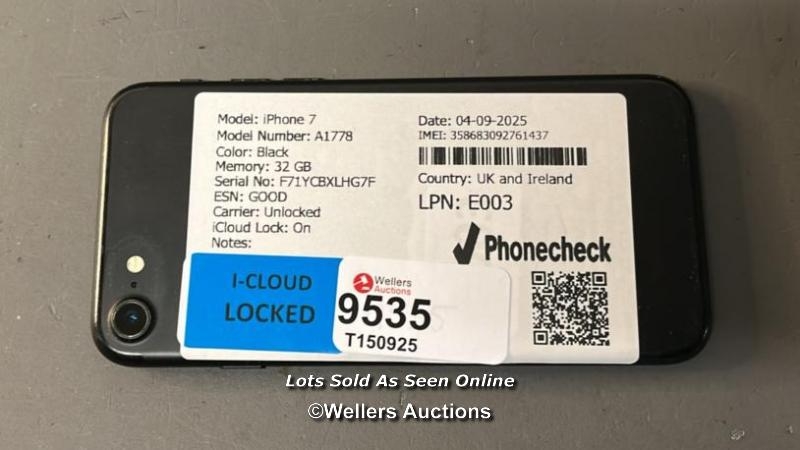 Model: iPhone 7
Model Number: A1778
Color: Black
Memory: 32 GB
Serial No: F71YCBXLHG7F
ESN: GOOD
Carrier: Unlocked
iCloud Lock: On
Notes:
Date: 04-09-2025
IMEI: 358683092761437
Country: UK and Ireland
LPN: E003
Phonecheck
I-CLOUD
LOCKED
Wellers
Auctions
9535
T150925
Lots Sold As Seen Online
©Wellers Auctions